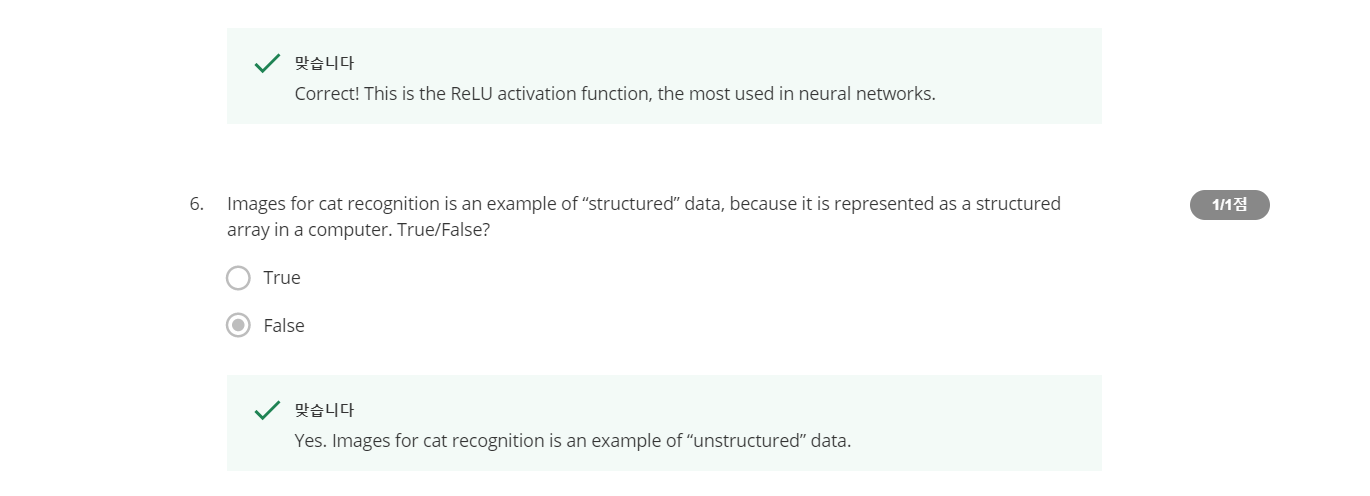 맞습니다
Correct! This is the ReLU activation function, the most used in neural networks.
6. Images for cat recognition is an example of “structured” data, because it is represented as a structured
array in a computer. True/False?
1/1점
True
False
맞습니다
Yes. Images for cat recognition is an example of “unstructured” data.